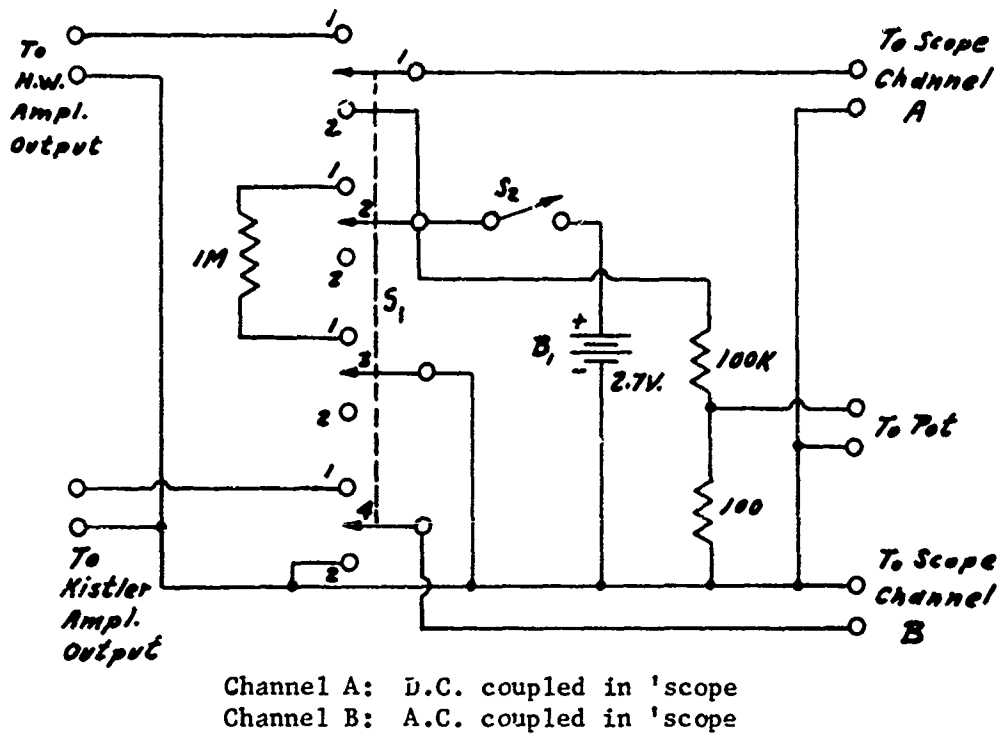 To
H.W.
Ampl.
Output
1
1
2
1
2
2
1M
S1
1
3
2
1
4
2
S2
+
B1
-
2.7V.
100K
100
To Scope
Channel
A
To Pot
To Scope
Channel
B
To
Kistler
Ampl.
Output
Channel A: D.C. coupled in 'scope
Channel B: A.C. coupled in 'scope